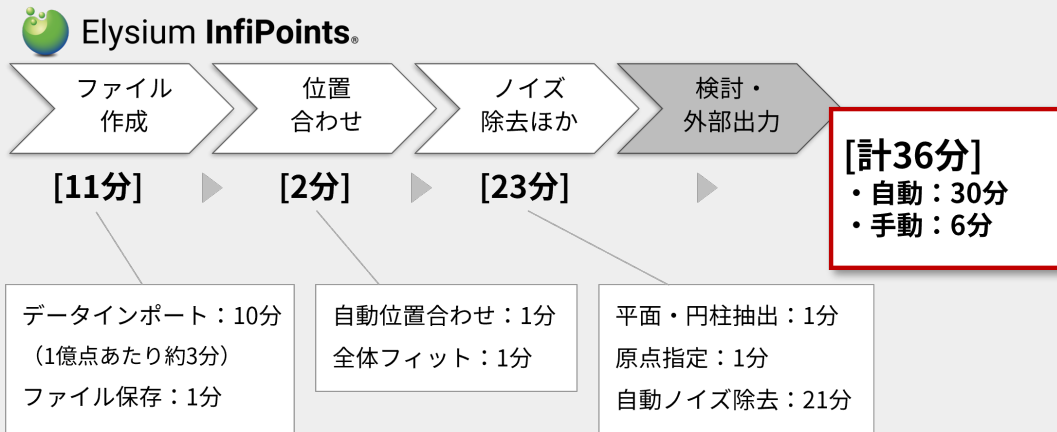 Elysium InfiPoints®
ファイル
作成
位置
合わせ
ノイズ
除去ほか
検討・
外部出力
[11分]
[2分]
[23分]
[計36分]
・自動：30分
・手動：6分
データインポート：10分
（1億点あたり約3分）
ファイル保存：1分
自動位置合わせ：1分
全体フィット：1分
平面・円柱抽出：1分
原点指定：1分
自動ノイズ除去：21分